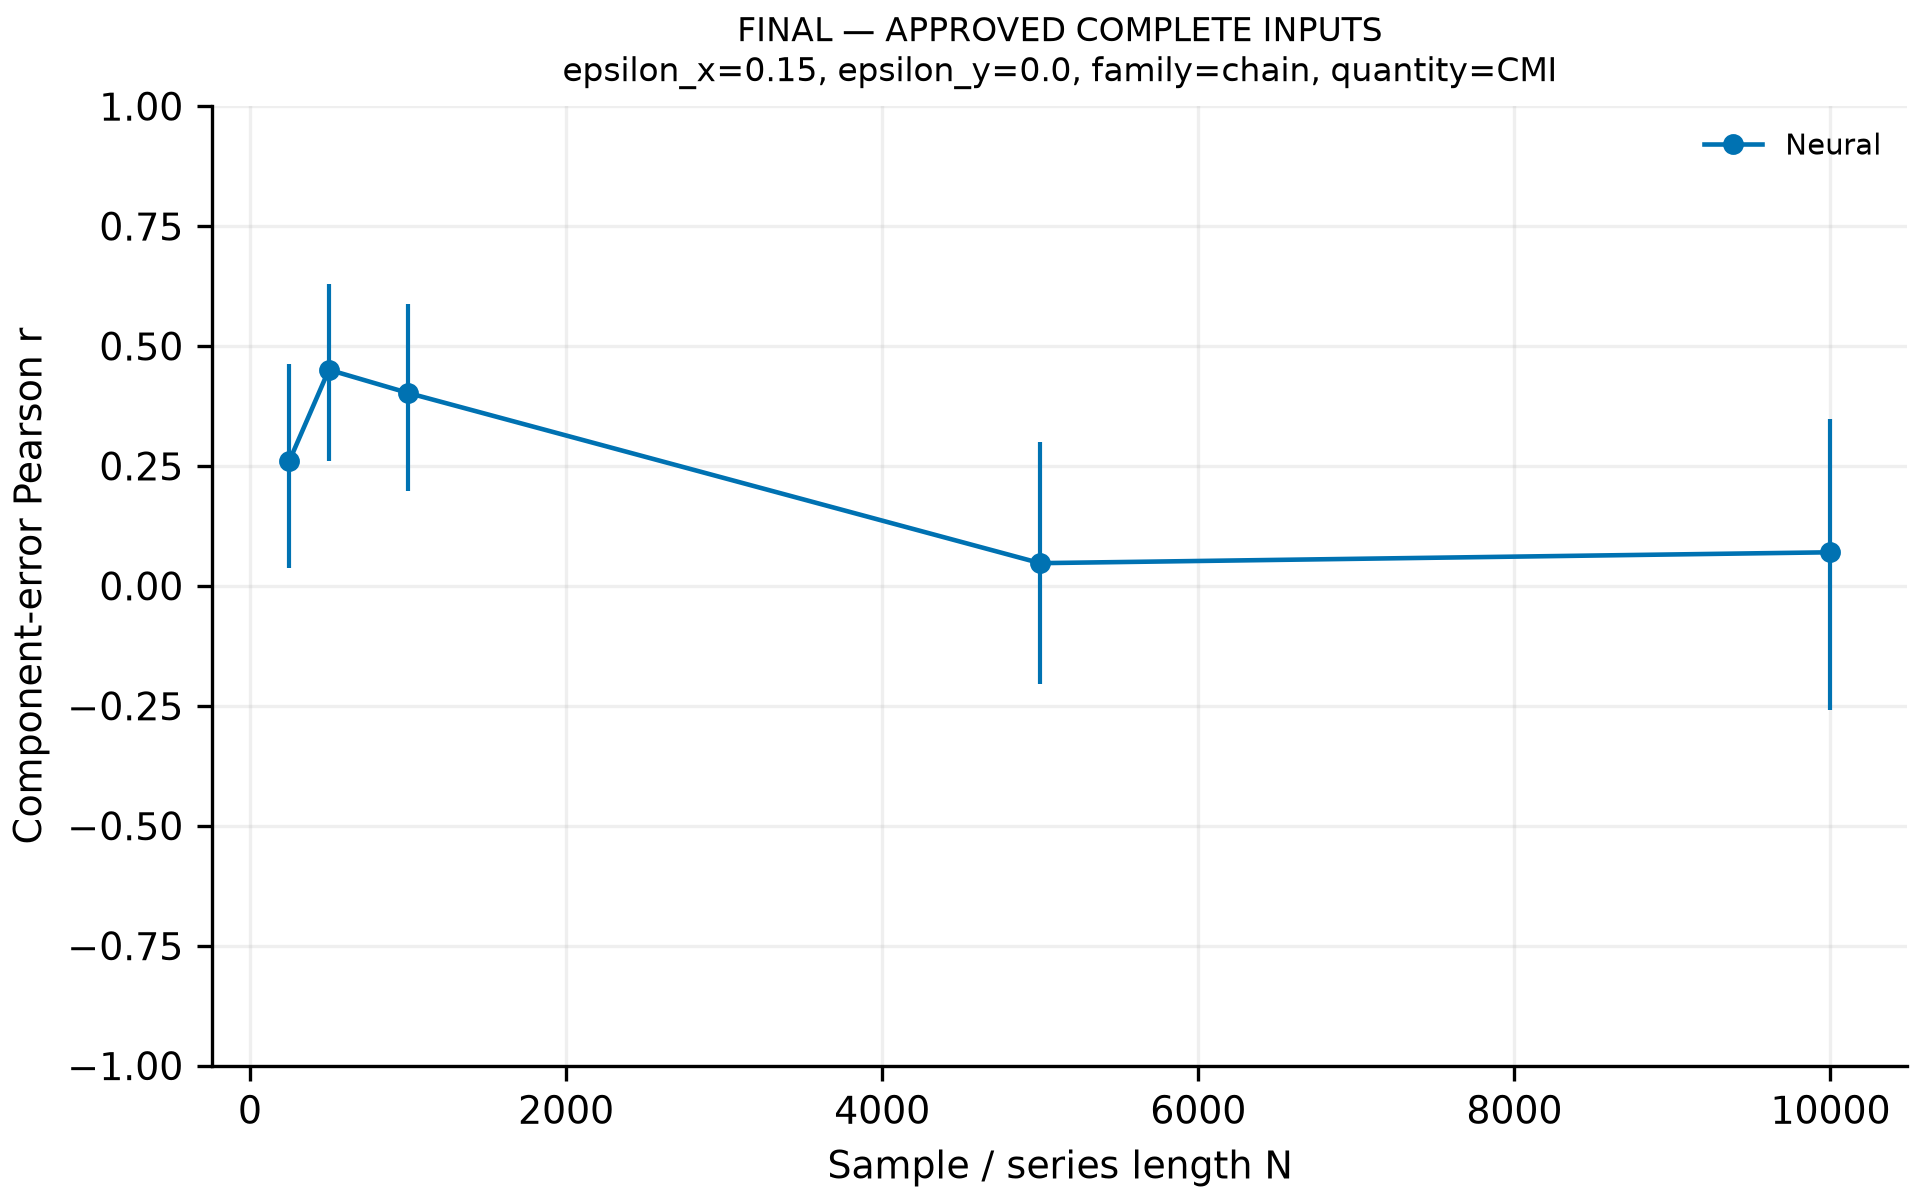 FINAL — APPROVED COMPLETE INPUTS
epsilon_x=0.15, epsilon_y=0.0, family=chain, quantity=CMI
Neural
Component-error Pearson r
1.00
0.75
0.50
0.25
0.00
−0.25
−0.50
−0.75
−1.00
0 2000 4000 6000 8000 10000
Sample / series length N